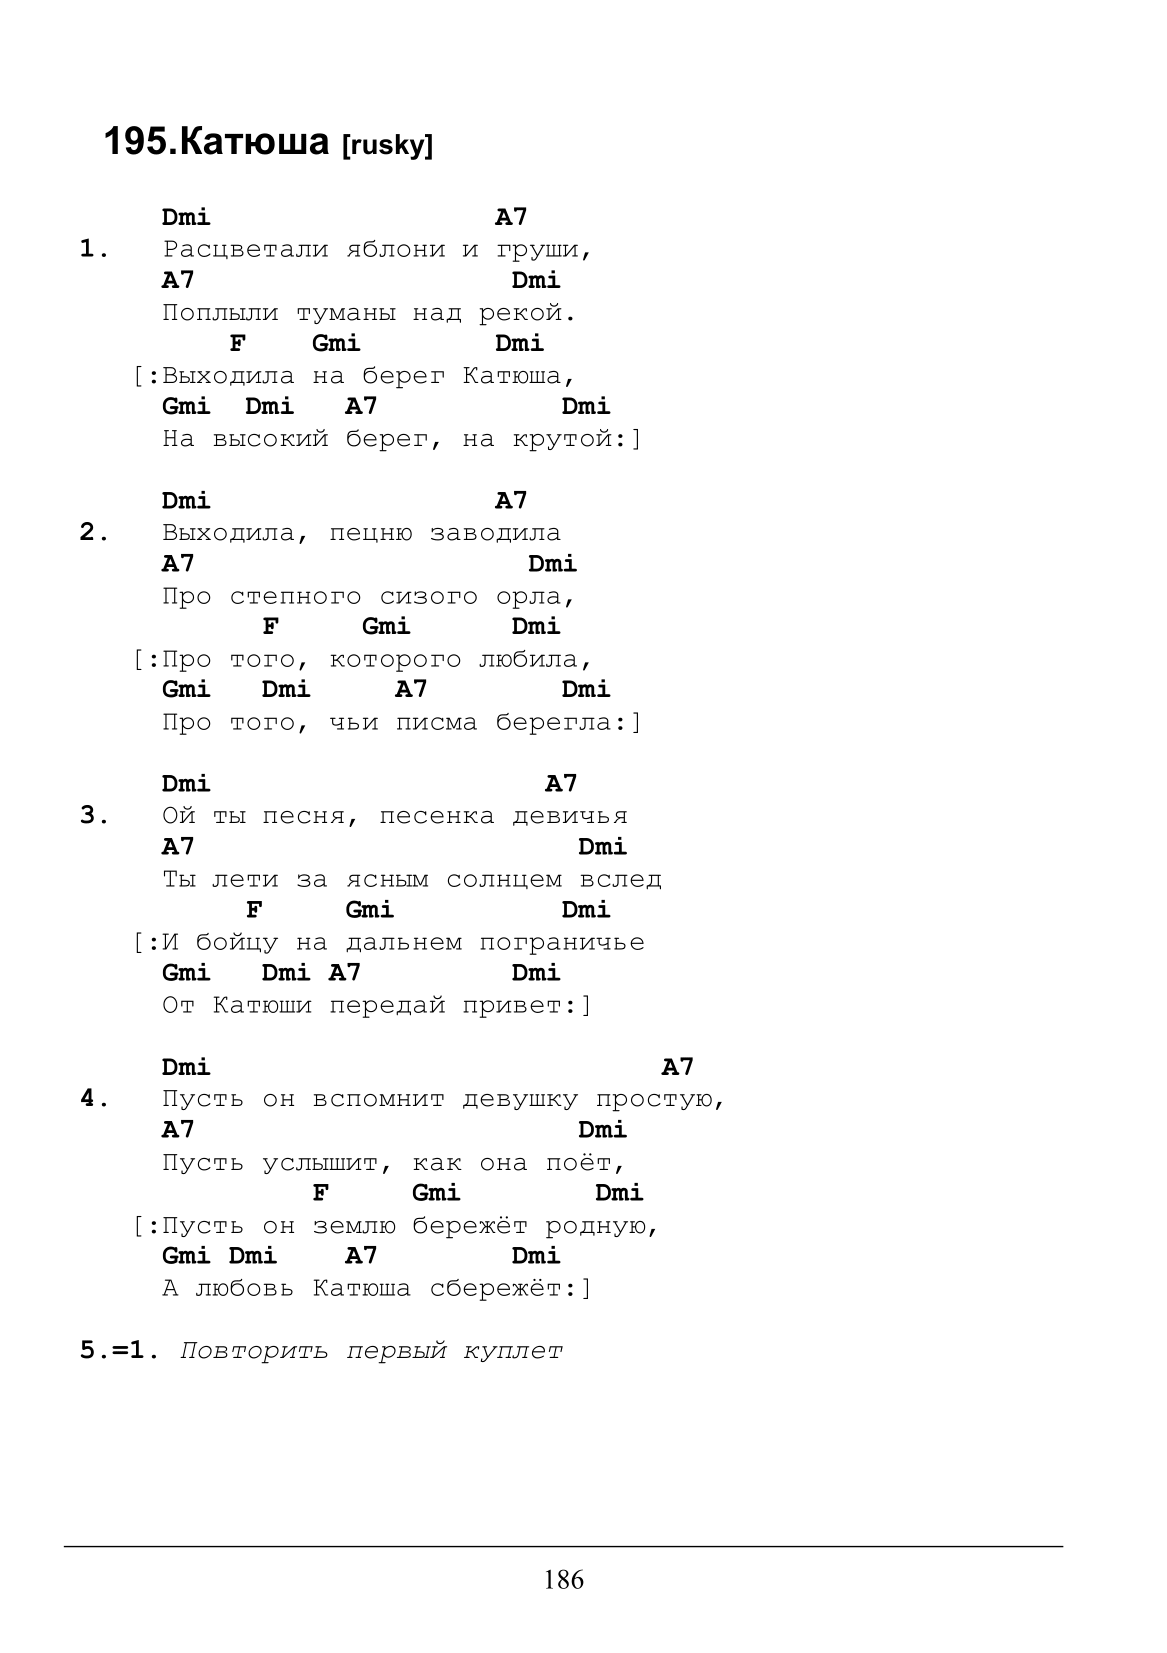 195.Катюша [rusky]
Dmi A7
1. Расцветали яблони и груши,
A7 Dmi
Поплыли туманы над рекой.
F Gmi Dmi
[:Выходила на берег Катюша,
Gmi Dmi A7 Dmi
На высокий берег, на крутой:]
Dmi A7
2. Выходила, пецню заводила
A7 Dmi
Про степного сизого орла,
F Gmi Dmi
[:Про того, которого любила,
Gmi Dmi A7 Dmi
Про того, чьи писма берегла:]
Dmi A7
3. Ой ты песня, песенка девичья
A7 Dmi
Ты лети за ясным солнцем вслед
F Gmi Dmi
[:И бойцу на дальнем пограничье
Gmi Dmi A7 Dmi
От Катюши передай привет:]
Dmi A7
4. Пусть он вспомнит девушку простую,
A7 Dmi
Пусть услышит, как она поёт,
F Gmi Dmi
[:Пусть он землю бережёт родную,
Gmi Dmi A7 Dmi
А любовь Катюша сбережёт:]
5.=1. Повторить первый куплет
186